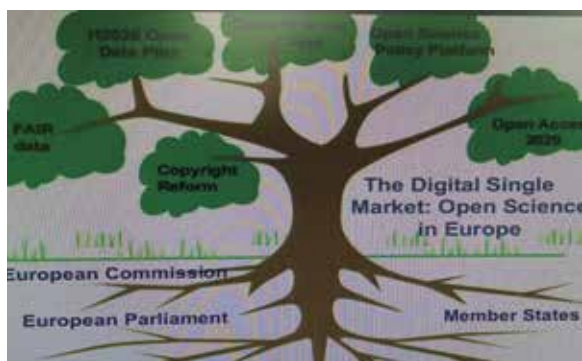 H2020 Open
Data Pilot
Open Science
Policy Platform
FAIR
data
Open Access
2020
Copyright
Reform
The Digital Single
Market: Open Science
in Europe
European Commission
European Parliament
Member States